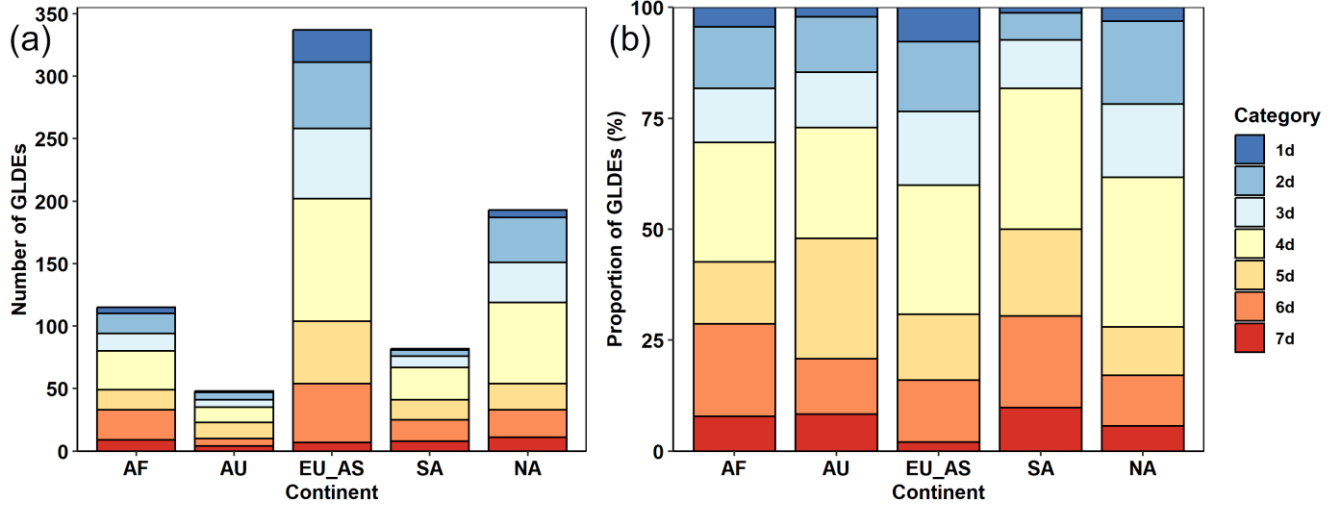 (a)
Number of GLDEs
350
300
250
200
150
100
50
0
AF AU EU_AS SA NA
Continent
(b)
Proportion of GLDEs (%)
100
75
50
25
0
AF AU EU_AS SA NA
Continent
Category
1d
2d
3d
4d
5d
6d
7d